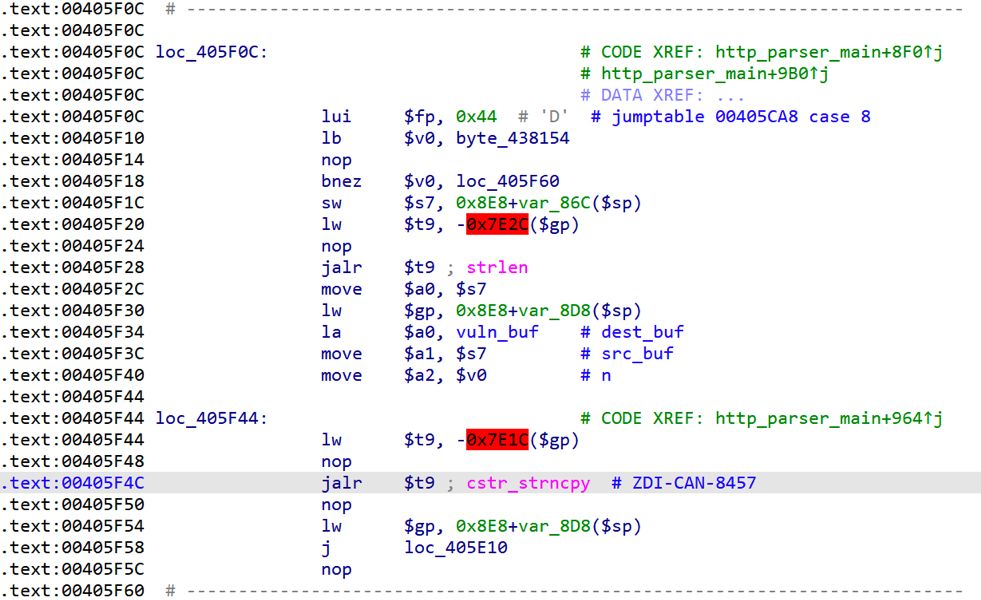 .text:00405F0C # ---------------------------------------------------------------------------
.text:00405F0C
.text:00405F0C loc_405F0C: # CODE XREF: http_parser_main+8F0↑j
.text:00405F0C # http_parser_main+9B0↑j
.text:00405F0C # DATA XREF: ...
.text:00405F0C lui $fp, 0x44 # 'D' # jumptable 00405CA8 case 8
.text:00405F10 lb $v0, byte_438154
.text:00405F14 nop
.text:00405F18 bnez $v0, loc_405F60
.text:00405F1C sw $s7, 0x8E8+var_86C($sp)
.text:00405F20 lw $t9, -0x7E2C($gp)
.text:00405F24 nop
.text:00405F28 jalr $t9 ; strlen
.text:00405F2C move $a0, $s7
.text:00405F30 lw $gp, 0x8E8+var_8D8($sp)
.text:00405F34 la $a0, vuln_buf # dest_buf
.text:00405F3C move $a1, $s7 # src_buf
.text:00405F40 move $a2, $v0 # n
.text:00405F44
.text:00405F44 loc_405F44: # CODE XREF: http_parser_main+964↑j
.text:00405F44 lw $t9, -0x7E1C($gp)
.text:00405F48 nop
.text:00405F4C jalr $t9 ; cstr_strncpy # ZDI-CAN-8457
.text:00405F50 nop
.text:00405F54 lw $gp, 0x8E8+var_8D8($sp)
.text:00405F58 j loc_405E10
.text:00405F5C nop
.text:00405F60 # ---------------------------------------------------------------------------